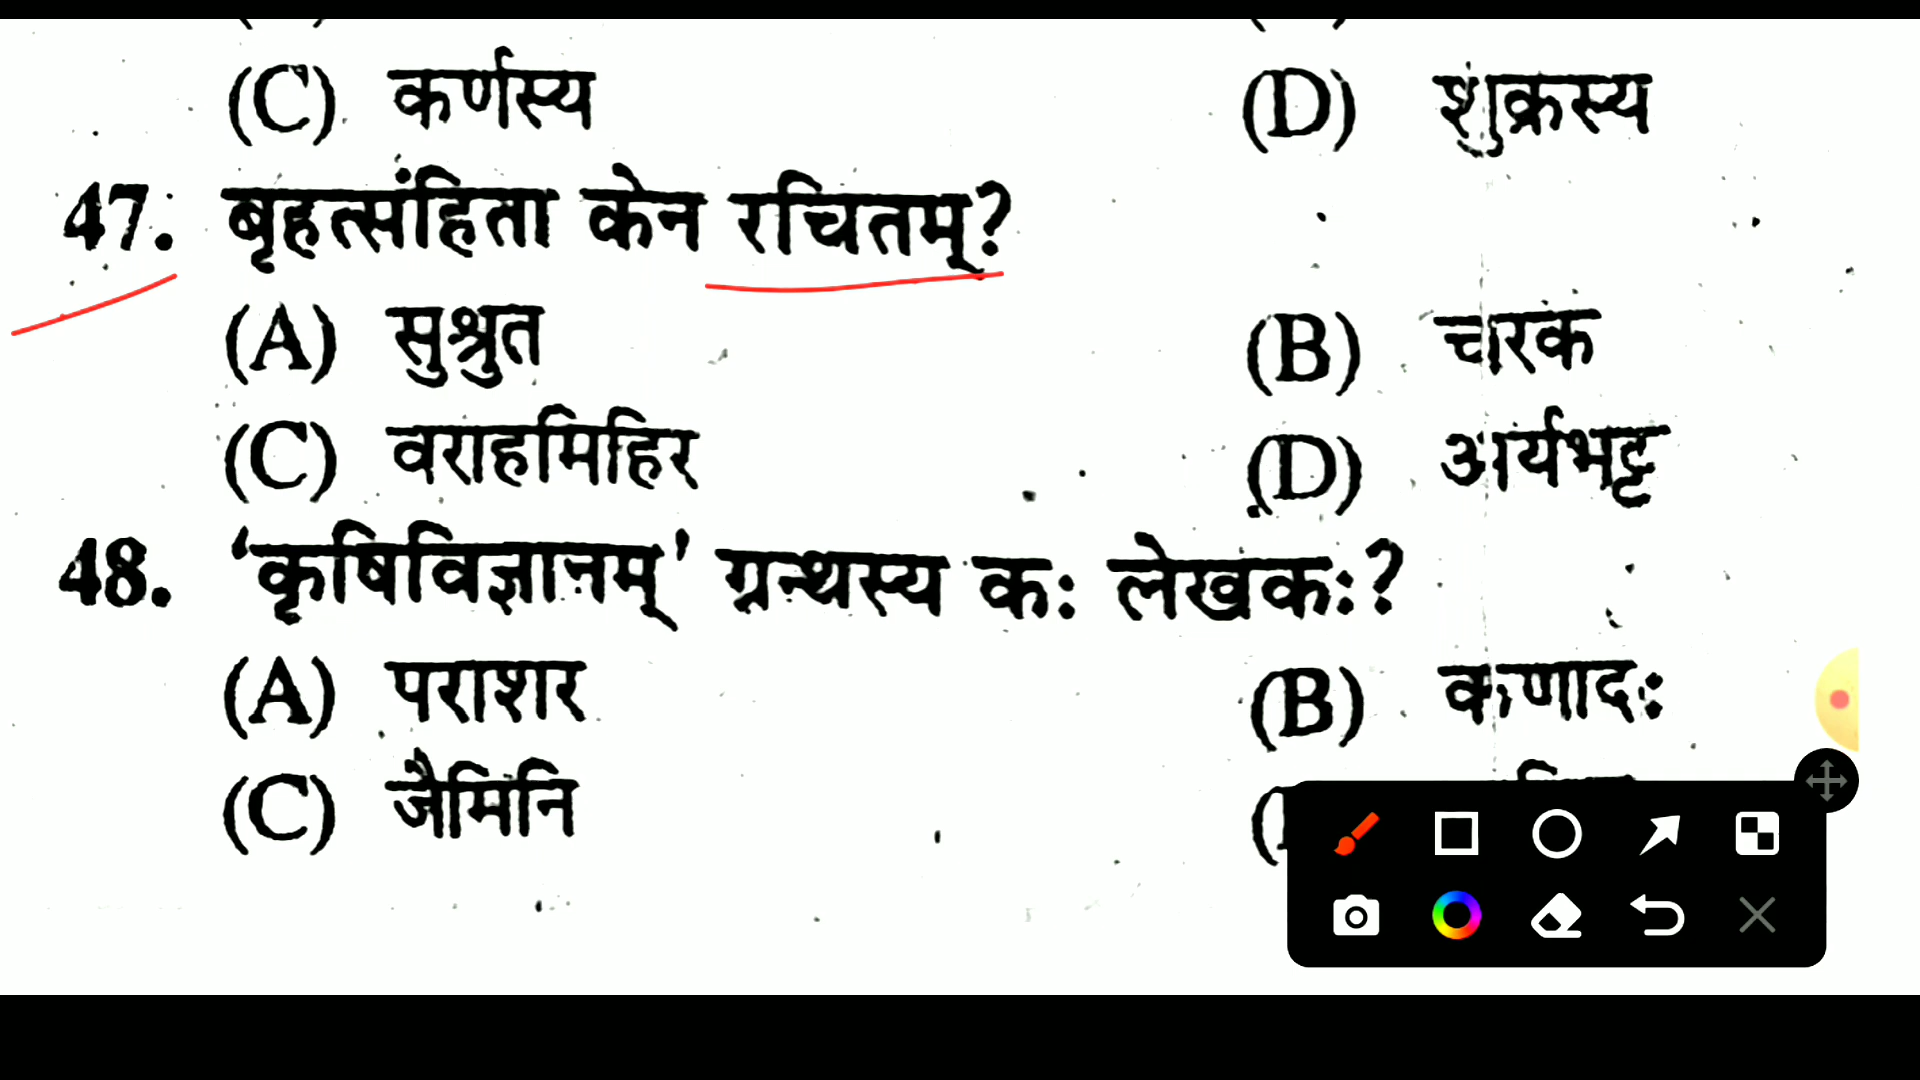 (C) कर्णस्य (D) शुक्रस्य
47. बृहत्संहिता केन रचितम्?
(A) सुश्रुत (B) चरक
(C) वराहमिहिर (D) आर्यभट्ट
48. ‘कृषिविज्ञानम्’ ग्रन्थस्य कः लेखकः?
(A) पराशर (B) कणादः
(C) जैमिनि